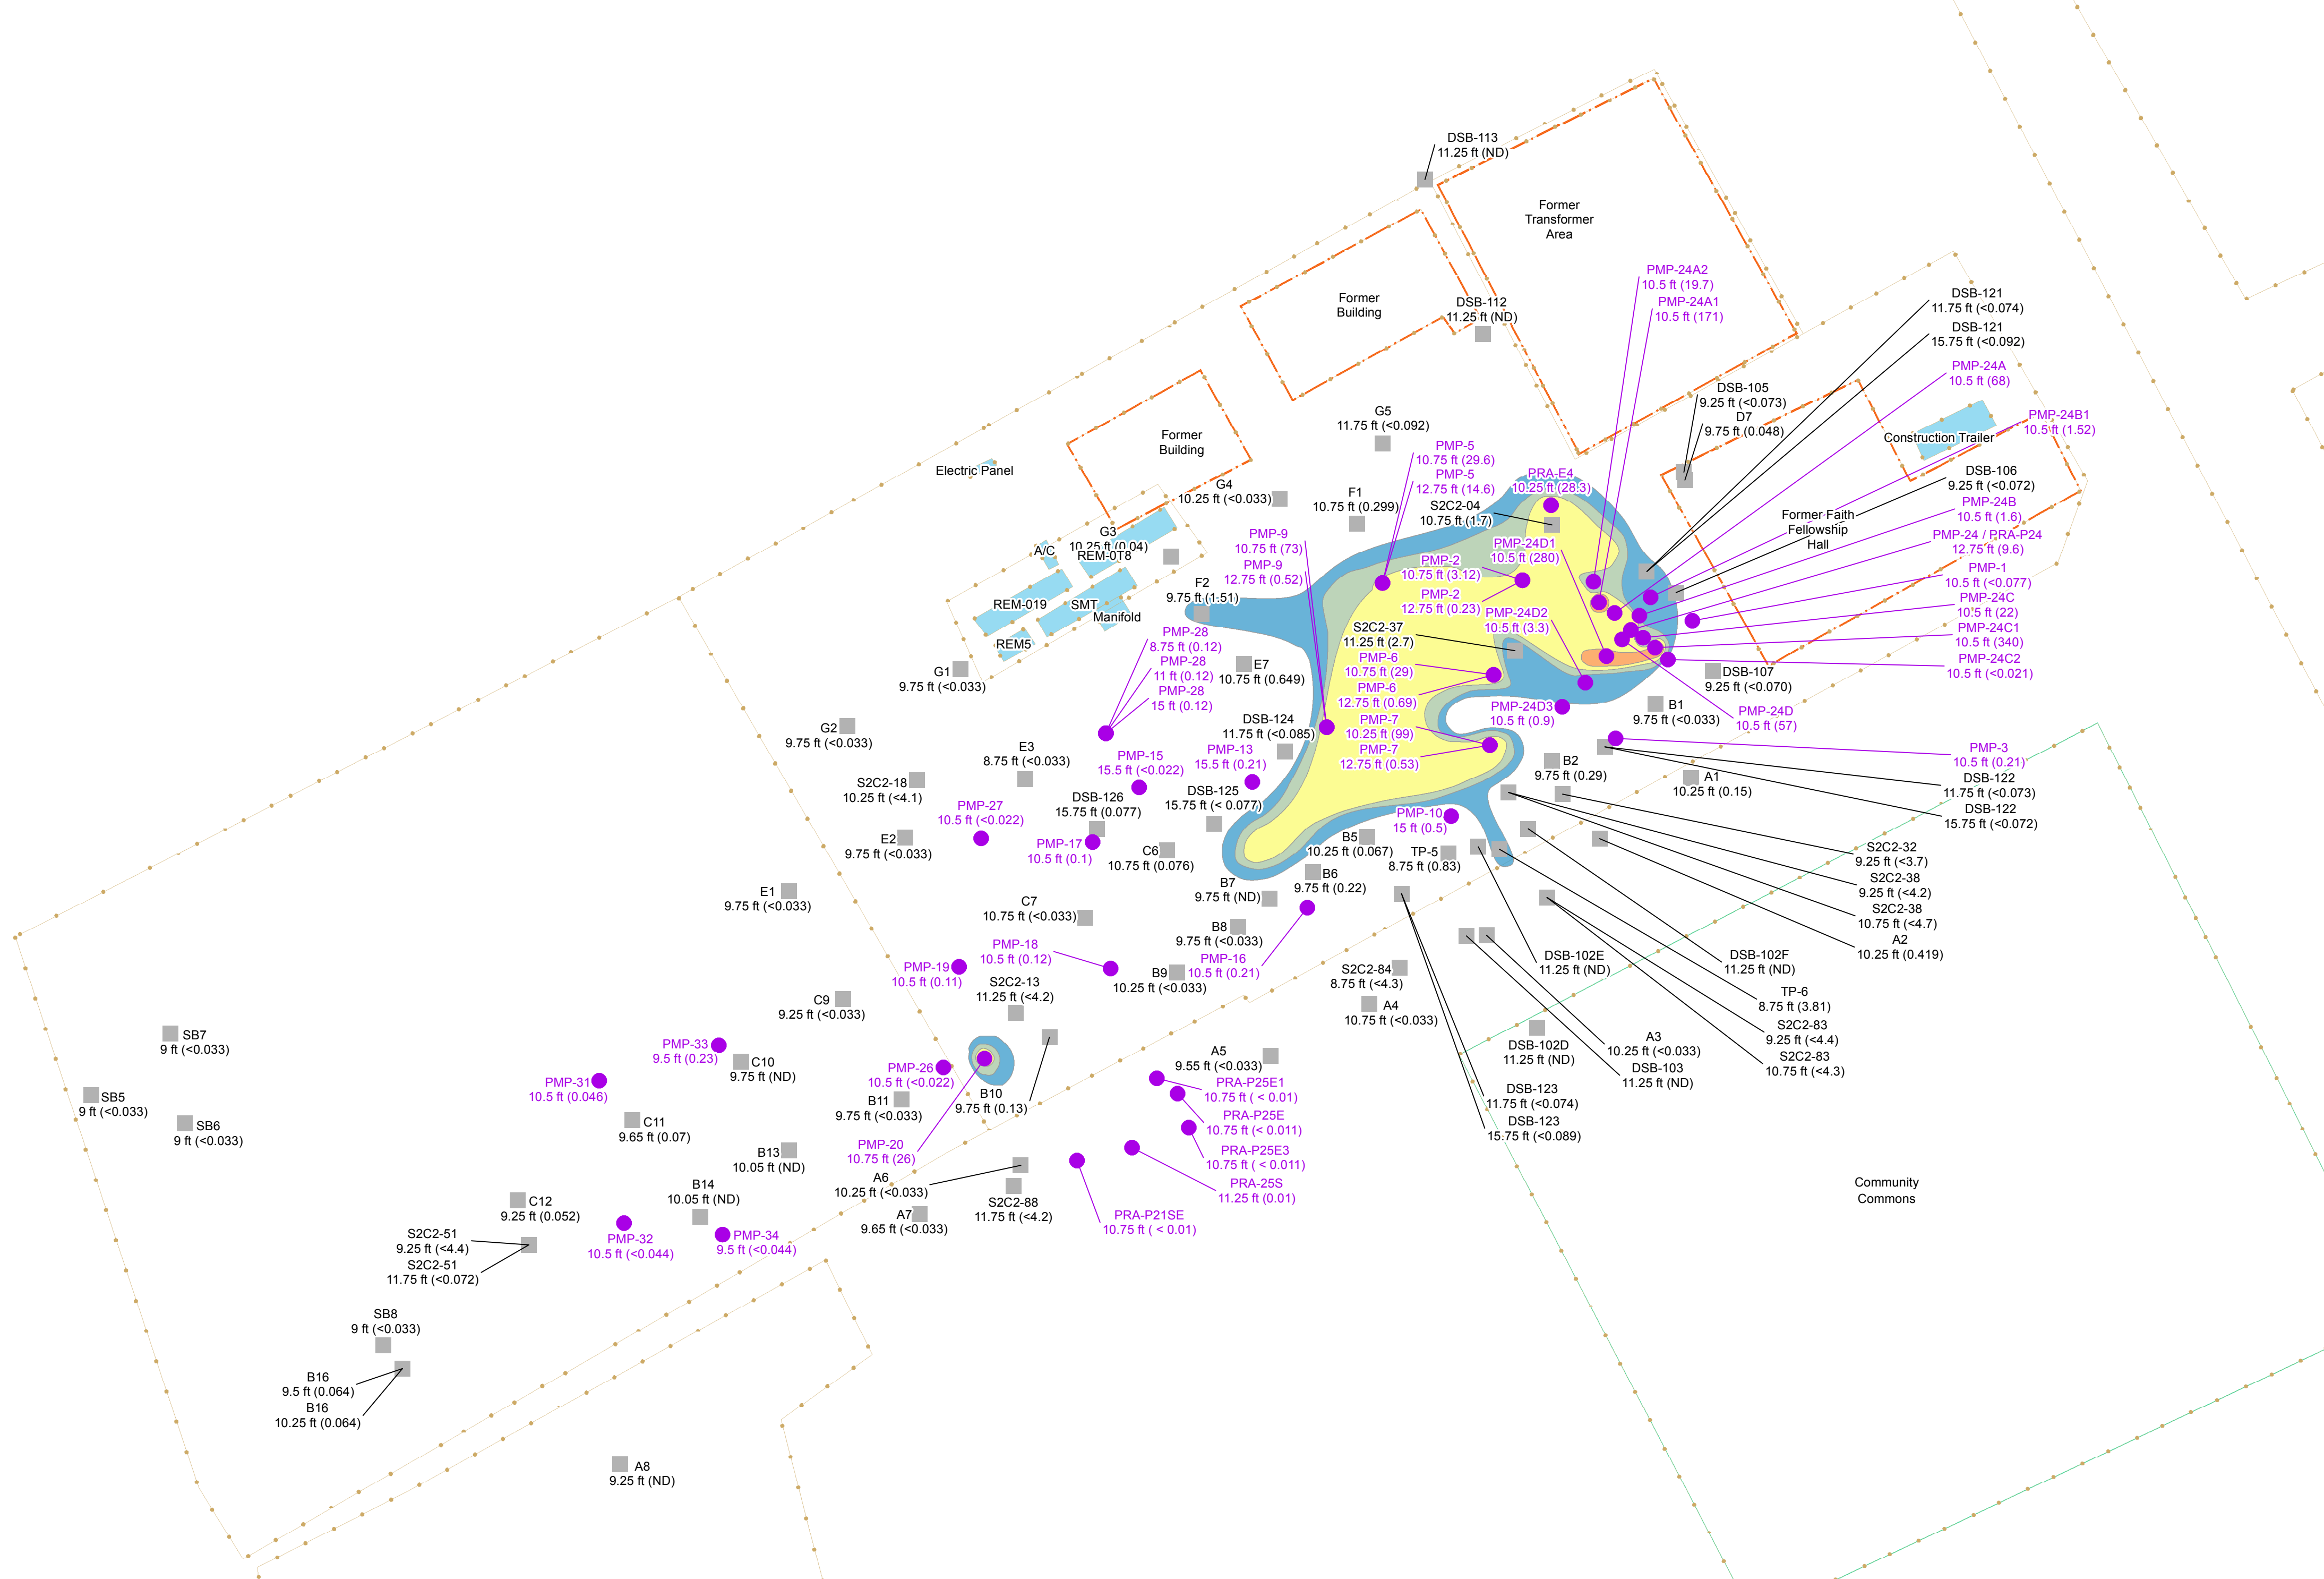 DSB-113
11.25 ft (ND)
Former
Transformer
Area
PMP-24A2
10.5 ft (19.7)
PMP-24A1
10.5 ft (171)
DSB-121
11.75 ft (<0.074)
DSB-121
15.75 ft (<0.092)
Former
Building
DSB-112
11.25 ft (ND)
PMP-24A
10.5 ft (68)
DSB-105
9.25 ft (<0.073)
D7
9.75 ft (0.048)
PMP-24B1
10.5 ft (1.52)
Construction Trailer
G5
11.75 ft (<0.092)
Former
Building
Electric Panel
PMP-5
10.75 ft (29.6)
PMP-5
12.75 ft (14.6)
PRA-E4
10.25 ft (28.3)
DSB-106
9.25 ft (<0.072)
G4
10.25 ft (<0.033)
F1
10.75 ft (0.299)
S2C2-04
10.75 ft (1.7)
Former Faith
Fellowship
Hall
PMP-24B
10.5 ft (1.6)
PMP-24 / PRA-P24
12.75 ft (9.6)
G3
10.25 ft (0.04)
A/C
REM-0T8
PMP-9
10.75 ft (73)
PMP-9
12.75 ft (0.52)
PMP-24D1
10.5 ft (280)
PMP-2
10.75 ft (3.12)
PMP-2
12.75 ft (0.23)
PMP-1
10.5 ft (<0.077)
F2
9.75 ft (1.51)
REM-019
SMT
Manifold
REM5
PMP-24D2
10.5 ft (3.3)
PMP-24C
10.5 ft (22)
PMP-24C1
10.5 ft (340)
PMP-24C2
10.5 ft (<0.021)
PMP-28
8.75 ft (0.12)
PMP-28
11 ft (0.12)
PMP-28
15 ft (0.12)
S2C2-37
11.25 ft (2.7)
PMP-6
10.75 ft (29)
PMP-6
12.75 ft (0.69)
G1
9.75 ft (<0.033)
E7
10.75 ft (0.649)
DSB-107
9.25 ft (<0.070)
B1
9.75 ft (<0.033)
PMP-24D
10.5 ft (57)
PMP-24D3
10.5 ft (0.9)
PMP-7
10.25 ft (99)
PMP-7
12.75 ft (0.53)
DSB-124
11.75 ft (<0.085)
G2
9.75 ft (<0.033)
E3
8.75 ft (<0.033)
PMP-15
15.5 ft (<0.022)
PMP-13
15.5 ft (0.21)
PMP-3
10.5 ft (0.21)
B2
9.75 ft (0.29)
A1
10.25 ft (0.15)
DSB-122
11.75 ft (<0.073)
DSB-122
15.75 ft (<0.072)
S2C2-18
10.25 ft (<4.1)
PMP-27
10.5 ft (<0.022)
DSB-126
15.75 ft (0.077)
DSB-125
15.75 ft (< 0.077)
PMP-10
15 ft (0.5)
E2
9.75 ft (<0.033)
PMP-17
10.5 ft (0.1)
C6
10.75 ft (0.076)
B5
10.25 ft (0.067)
TP-5
8.75 ft (0.83)
S2C2-32
9.25 ft (<3.7)
S2C2-38
9.25 ft (<4.2)
S2C2-38
10.75 ft (<4.7)
A2
10.25 ft (0.419)
B6
9.75 ft (0.22)
B7
9.75 ft (ND)
E1
9.75 ft (<0.033)
C7
10.75 ft (<0.033)
B8
9.75 ft (<0.033)
PMP-18
10.5 ft (0.12)
PMP-16
10.5 ft (0.21)
PMP-19
10.5 ft (0.11)
B9
10.25 ft (<0.033)
S2C2-84
8.75 ft (<4.3)
DSB-102E
11.25 ft (ND)
DSB-102F
11.25 ft (ND)
S2C2-13
11.25 ft (<4.2)
C9
9.25 ft (<0.033)
A4
10.75 ft (<0.033)
TP-6
8.75 ft (3.81)
S2C2-83
9.25 ft (<4.4)
S2C2-83
10.75 ft (<4.3)
SB7
9 ft (<0.033)
PMP-33
9.5 ft (0.23)
C10
9.75 ft (ND)
A5
9.55 ft (<0.033)
DSB-102D
11.25 ft (ND)
A3
10.25 ft (<0.033)
DSB-103
11.25 ft (ND)
PMP-31
10.5 ft (0.046)
PMP-26
10.5 ft (<0.022)
B10
9.75 ft (0.13)
PRA-P25E1
10.75 ft ( < 0.01)
SB5
9 ft (<0.033)
B11
9.75 ft (<0.033)
DSB-123
11.75 ft (<0.074)
DSB-123
15.75 ft (<0.089)
PRA-P25E
10.75 ft (< 0.011)
SB6
9 ft (<0.033)
C11
9.65 ft (0.07)
PMP-20
10.75 ft (26)
PRA-P25E3
10.75 ft ( < 0.011)
B13
10.05 ft (ND)
A6
10.25 ft (<0.033)
PRA-25S
11.25 ft (0.01)
Community
Commons
B14
10.05 ft (ND)
S2C2-88
11.75 ft (<4.2)
C12
9.25 ft (0.052)
A7
9.65 ft (<0.033)
PRA-P21SE
10.75 ft ( < 0.01)
S2C2-51
9.25 ft (<4.4)
S2C2-51
11.75 ft (<0.072)
PMP-32
10.5 ft (<0.044)
PMP-34
9.5 ft (<0.044)
SB8
9 ft (<0.033)
B16
9.5 ft (0.064)
B16
10.25 ft (0.064)
A8
9.25 ft (ND)